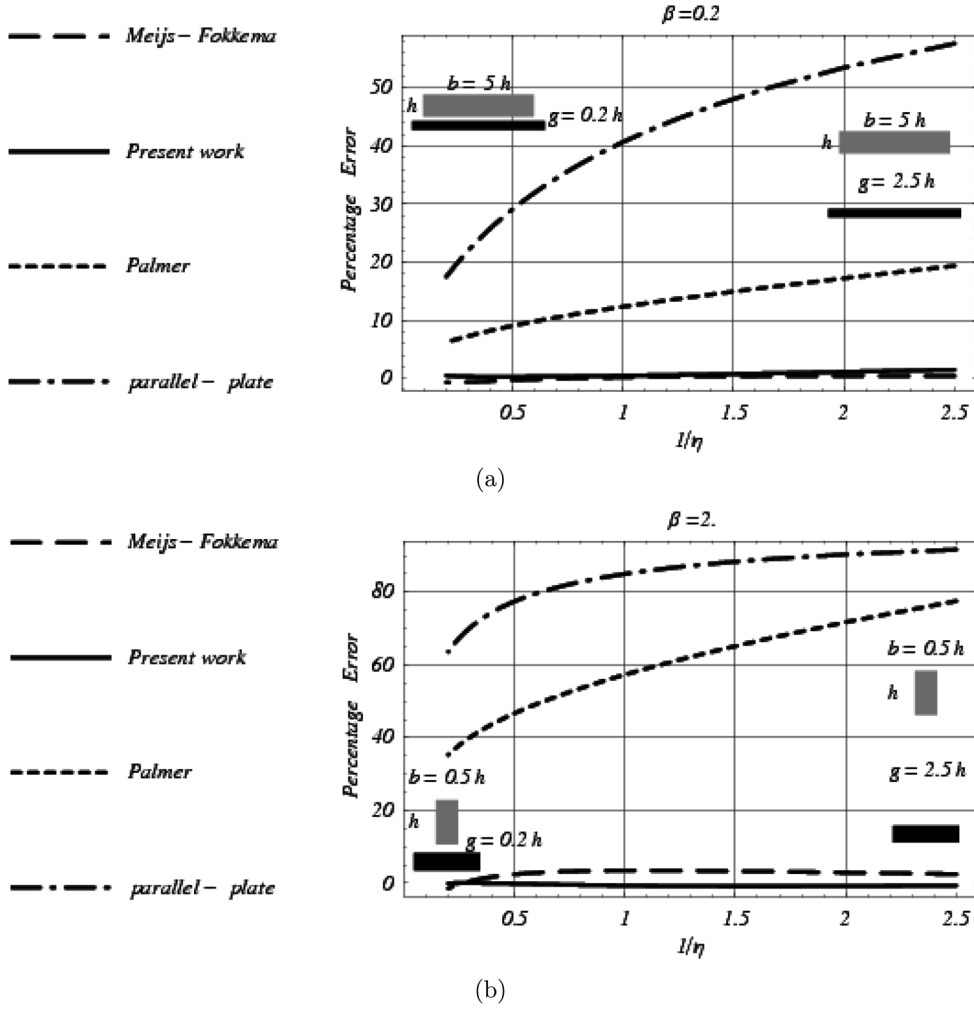 β=0.2
Meijs– Fokkema
Present work
Palmer
parallel– plate
Percentage Error
50
40
30
20
10
0
b= 5 h
h
g= 0.2 h
b= 5 h
h
g= 2.5 h
0.5
1
1.5
2
2.5
1/η
(a)
β=2.
Meijs– Fokkema
Present work
Palmer
parallel– plate
Percentage Error
80
60
40
20
0
b= 0.5 h
h
g= 2.5 h
b= 0.5 h
h
g= 0.2 h
0.5
1
1.5
2
2.5
1/η
(b)